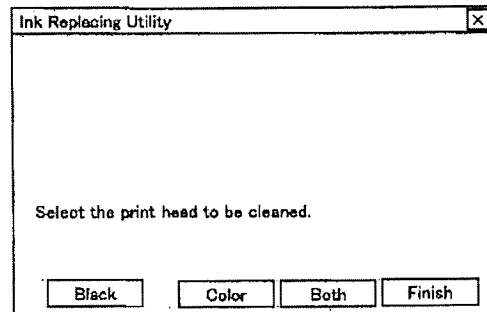 Ink Replacing Utility
Select the print head to be cleaned.
Black Color Both Finish